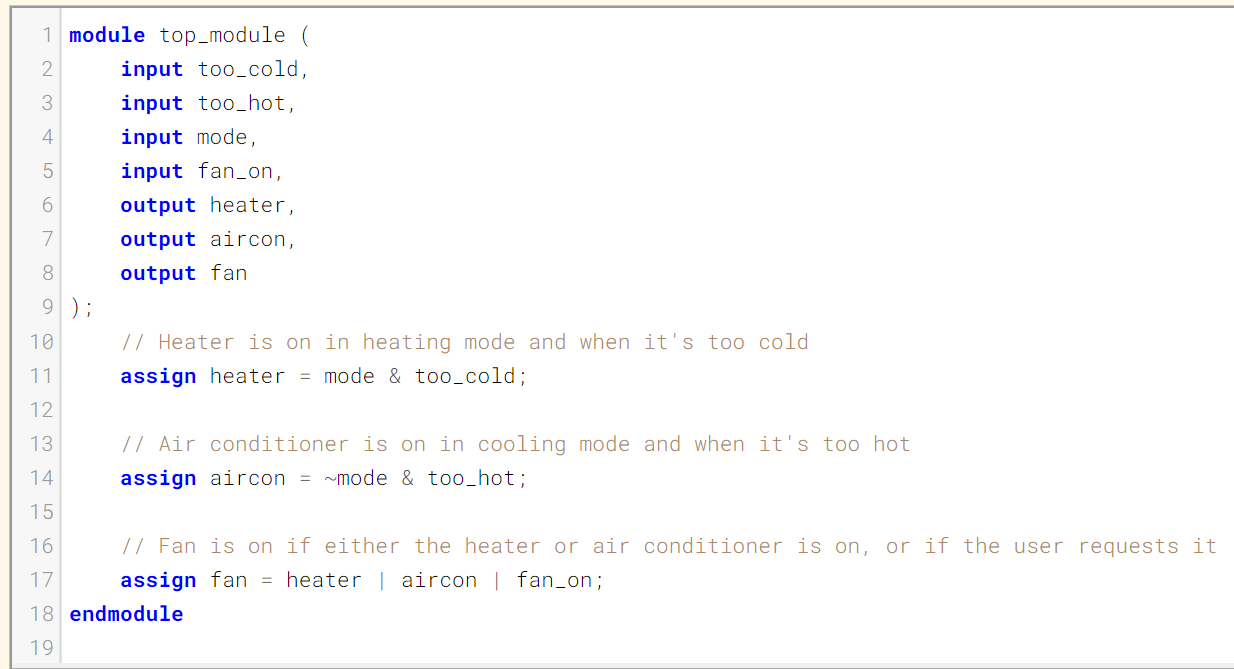 1 module top_module (
2     input too_cold,
3     input too_hot,
4     input mode,
5     input fan_on,
6     output heater,
7     output aircon,
8     output fan
9 );
10     // Heater is on in heating mode and when it's too cold
11     assign heater = mode & too_cold;
12
13     // Air conditioner is on in cooling mode and when it's too hot
14     assign aircon = ~mode & too_hot;
15
16     // Fan is on if either the heater or air conditioner is on, or if the user requests it
17     assign fan = heater | aircon | fan_on;
18 endmodule
19